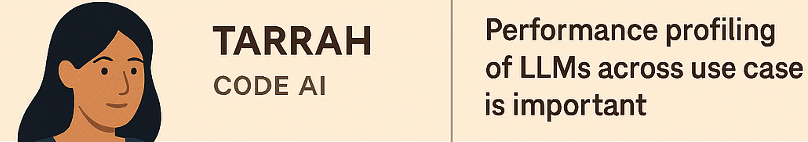 TARRAH
CODE AI
Performance profiling
of LLMs across use case
is important